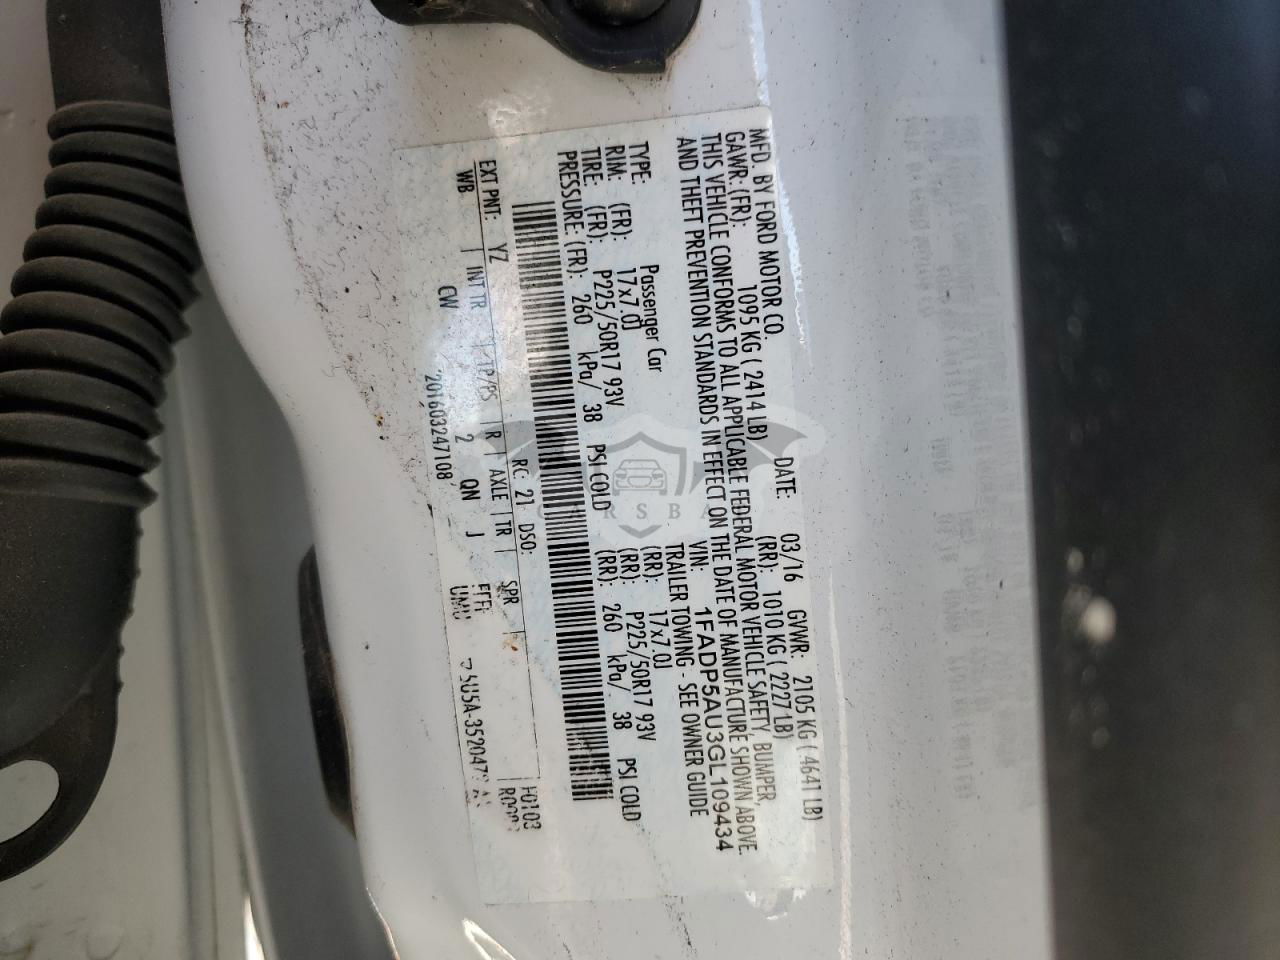 MFD. BY FORD MOTOR CO.
DATE: 03/16 GVWR: 2105 KG ( 4641 LB)
GAWR: (FR): 1095 KG ( 2414 LB) (RR): 1010 KG ( 2227 LB)
THIS VEHICLE CONFORMS TO ALL APPLICABLE FEDERAL MOTOR VEHICLE SAFETY, BUMPER,
AND THEFT PREVENTION STANDARDS IN EFFECT ON THE DATE OF MANUFACTURE SHOWN ABOVE.
VIN: 1FADP5AU3GL109434
TYPE: Passenger Car TRAILER TOWING - SEE OWNER GUIDE
RIM: (FR): 17x7.0J (RR): 17x7.0J
TIRE: (FR): P225/50R17 93V (RR): P225/50R17 93V
PRESSURE: (FR): 260 kPa/ 38 PSI COLD (RR): 260 kPa/ 38 PSI COLD
RC: 21 DSO: F0103
EXT PNT: YZ
WB INT TR TP/PS R AXLE TR SPR
CW 2 QN J
201603247108